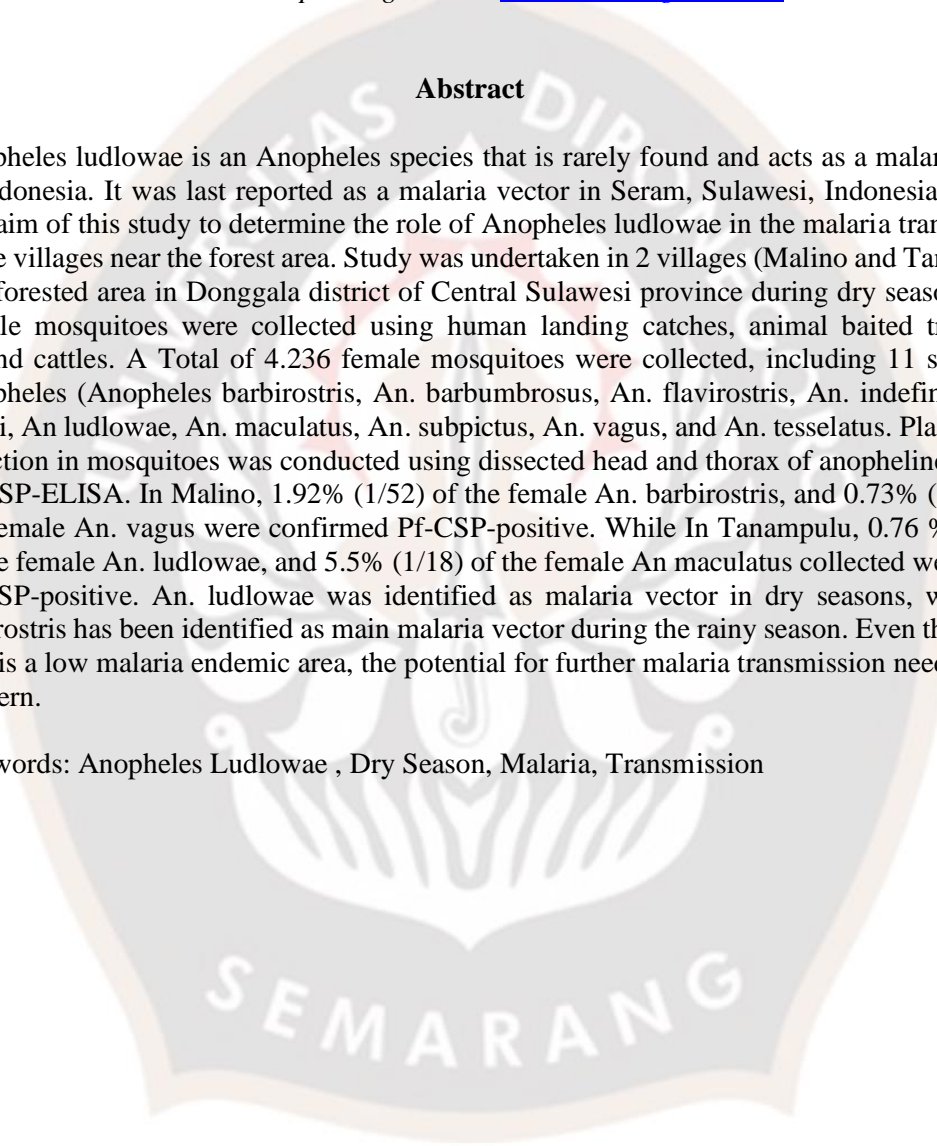 Abstract
pheles ludlowae is an Anopheles species that is rarely found and acts as a malar
donesia. It was last reported as a malaria vector in Seram, Sulawesi, Indonesia
aim of this study to determine the role of Anopheles ludlowae in the malaria tran
e villages near the forest area. Study was undertaken in 2 villages (Malino and Tar
forested area in Donggala district of Central Sulawesi province during dry seaso
le mosquitoes were collected using human landing catches, animal baited tr
nd cattles. A Total of 4.236 female mosquitoes were collected, including 11 s
pheles (Anopheles barbirostris, An. barbumbrosus, An. flavirostris, An. indefin
i, An ludlowae, An. maculatus, An. subpictus, An. vagus, and An. tesselatus. Pla
ction in mosquitoes was conducted using dissected head and thorax of anopheline
SP-ELISA. In Malino, 1.92% (1/52) of the female An. barbirostris, and 0.73% (
emale An. vagus were confirmed Pf-CSP-positive. While In Tanampulu, 0.76 %
e female An. ludlowae, and 5.5% (1/18) of the female An maculatus collected we
SP-positive. An. ludlowae was identified as malaria vector in dry seasons, w
rostris has been identified as main malaria vector during the rainy season. Even th
is a low malaria endemic area, the potential for further malaria transmission need
ern.
words: Anopheles Ludlowae , Dry Season, Malaria, Transmission
UNIVERSITAS DIPONEGORO
SEMARANG